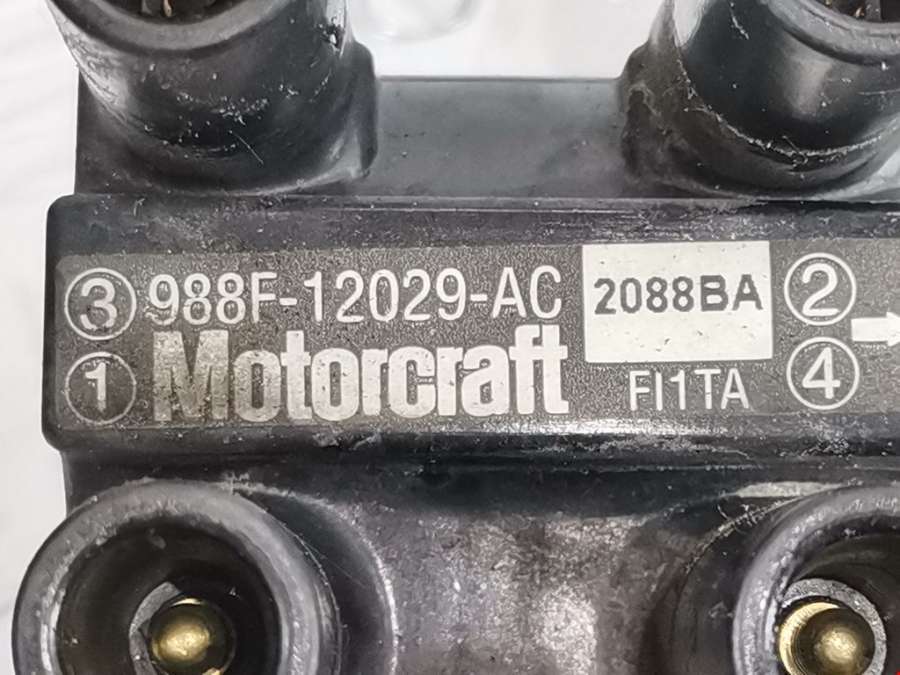 ③ 988F-12029-AC 2088BA ②
① Motorcraft FI1TA ④